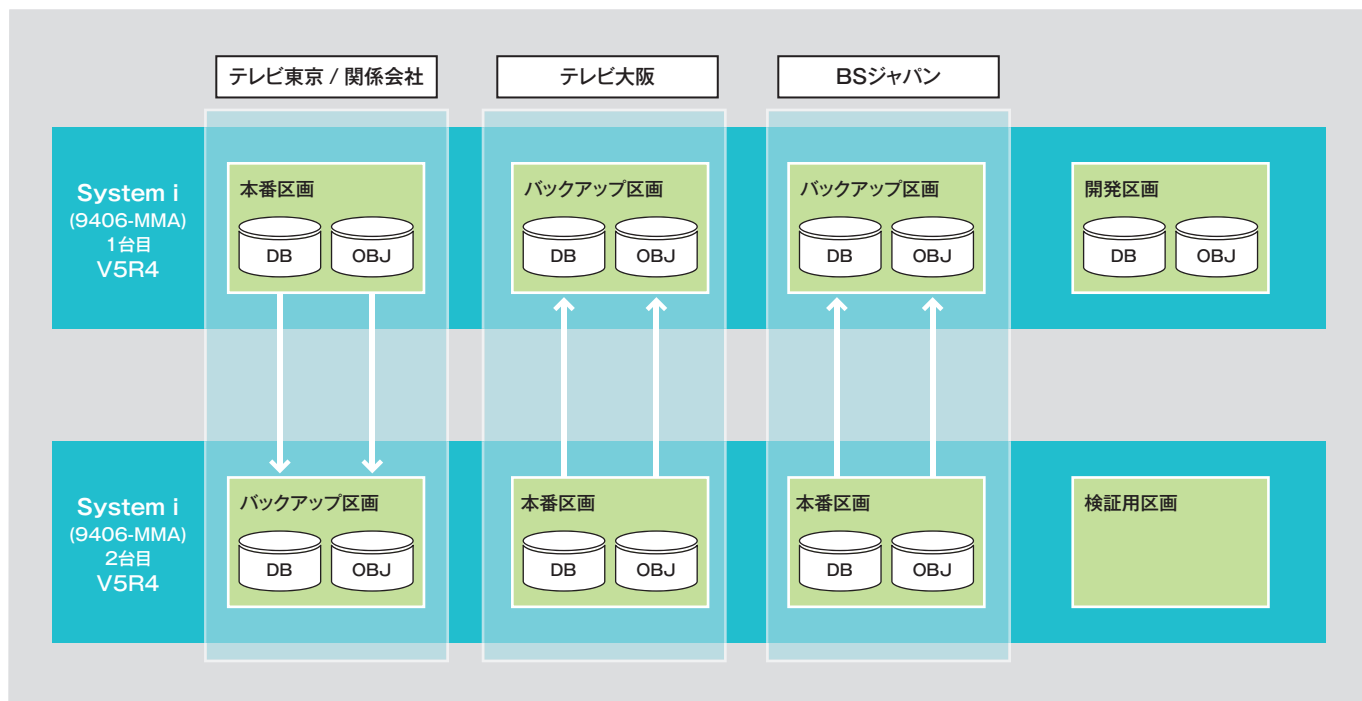 テレビ東京 / 関係会社
テレビ大阪
BSジャパン
System i
(9406-MMA)
1台目
V5R4
本番区画
DB
OBJ
バックアップ区画
DB
OBJ
バックアップ区画
DB
OBJ
開発区画
DB
OBJ
System i
(9406-MMA)
2台目
V5R4
バックアップ区画
DB
OBJ
本番区画
DB
OBJ
本番区画
DB
OBJ
検証用区画